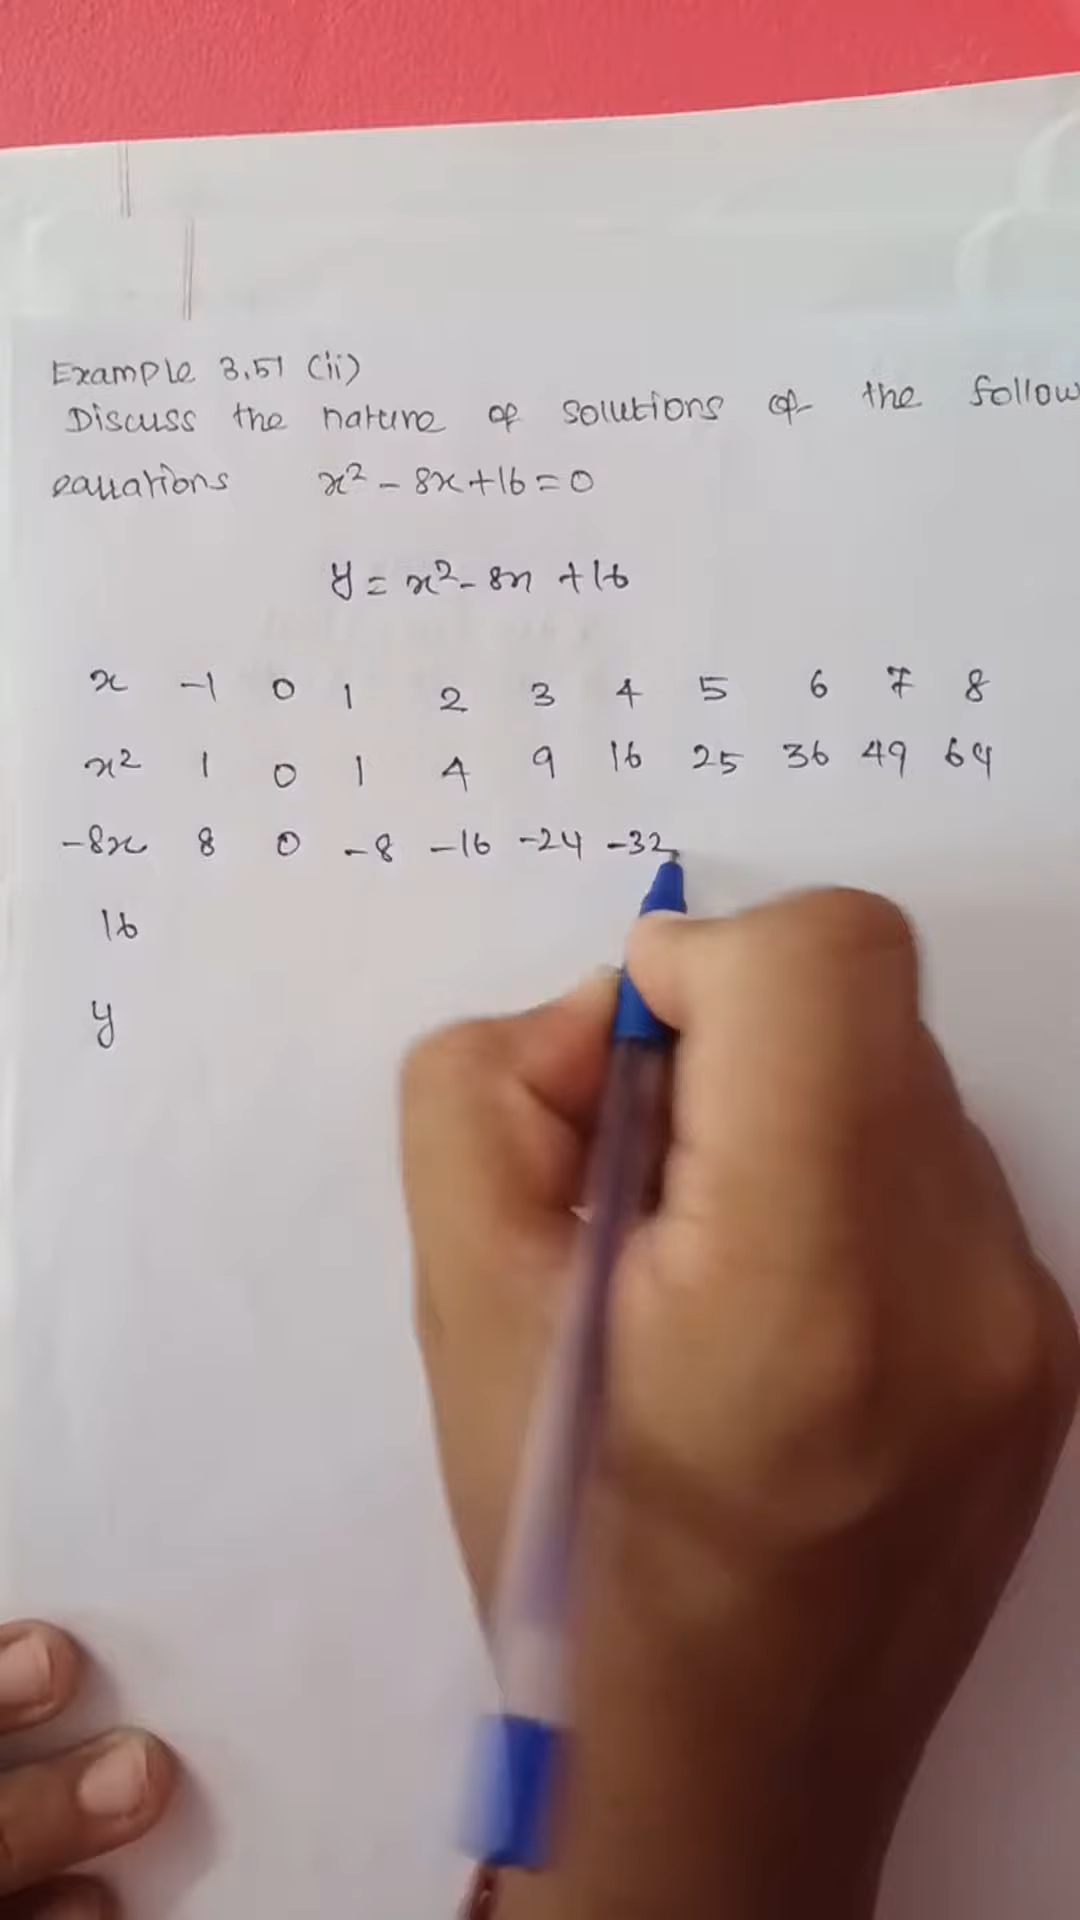 Example 3.51 (ii)
Discuss the nature of solutions of the follow
equations x² - 8x + 16 = 0
y = x² - 8x + 16
x -1 0 1 2 3 4 5 6 7 8
x² 1 0 1 4 9 16 25 36 49 64
-8x 8 0 -8 -16 -24 -32
16
y